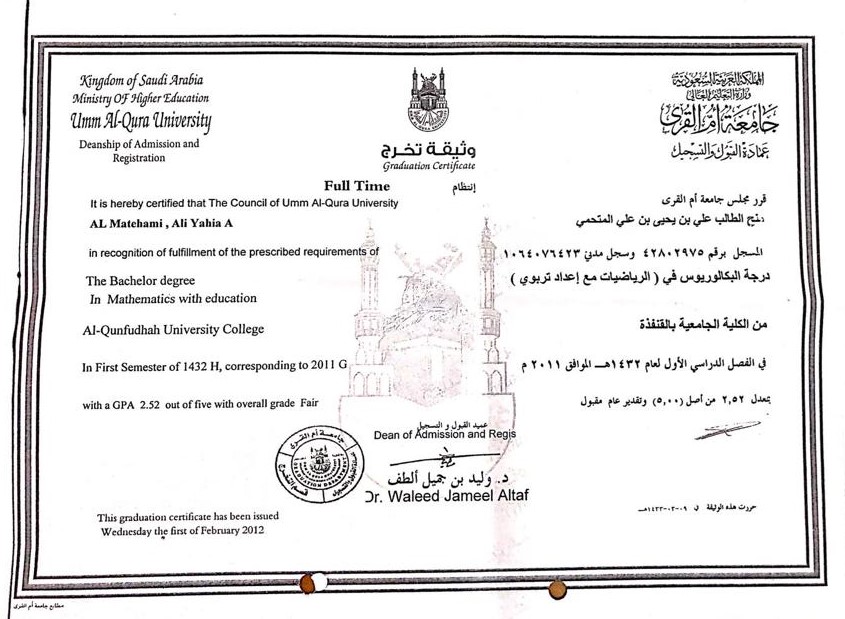 Kingdom of Saudi Arabia
Ministry OF Higher Education
Umm Al-Qura University
Deanship of Admission and
Registration
المملكة العربية السعودية
وزارة التعليم العالي
جامعة أم القرى
عمادة القبول والتسجيل
وثيقة تخرج
Graduation Certificate
Full Time
إنتظام
It is hereby certified that The Council of Umm Al-Qura University
AL Matehami , Ali Yahia A
in recognition of fulfillment of the prescribed requirements of
The Bachelor degree
In Mathematics with education
Al-Qunfudhah University College
In First Semester of 1432 H, corresponding to 2011 G
with a GPA 2.52 out of five with overall grade Fair
قرر مجلس جامعة أم القرى
منح الطالب علي بن يحيى بن علي المتحمي
المسجل برقم ٤٢٨٠٢٩٧٥ وسجل مدني ١٠٦٤٠٧٦٤٢٣
درجة البكالوريوس في ( الرياضيات مع إعداد تربوي )
من الكلية الجامعية بالقنفذة
في الفصل الدراسي الأول لعام ١٤٣٢هـ الموافق ٢٠١١ م
بمعدل ٢,٥٢ من أصل (٥,٠٠) وتقدير عام مقبول
عميد القبول و التسجيل
Dean of Admission and Regis
د. وليد بن جميل ألطف
Dr. Waleed Jameel Altaf
جامعة أم القرى
GRADUATION DEPARTMENT
قسم التخرج
This graduation certificate has been issued
Wednesday the first of February 2012
حررت هذه الوثيقة في ٠٩-٠٣-١٤٣٣هـ
مطابع جامعة أم القرى